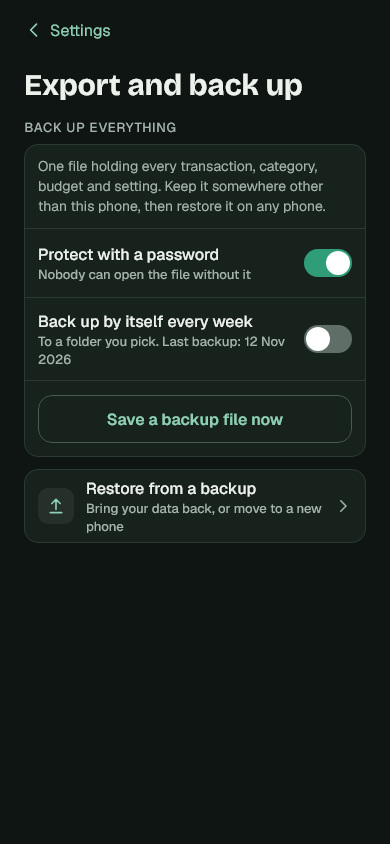 Settings
Export and back up
BACK UP EVERYTHING
One file holding every transaction, category,
budget and setting. Keep it somewhere other
than this phone, then restore it on any phone.
Protect with a password
Nobody can open the file without it
Back up by itself every week
To a folder you pick. Last backup: 12 Nov
2026
Save a backup file now
Restore from a backup
Bring your data back, or move to a new
phone